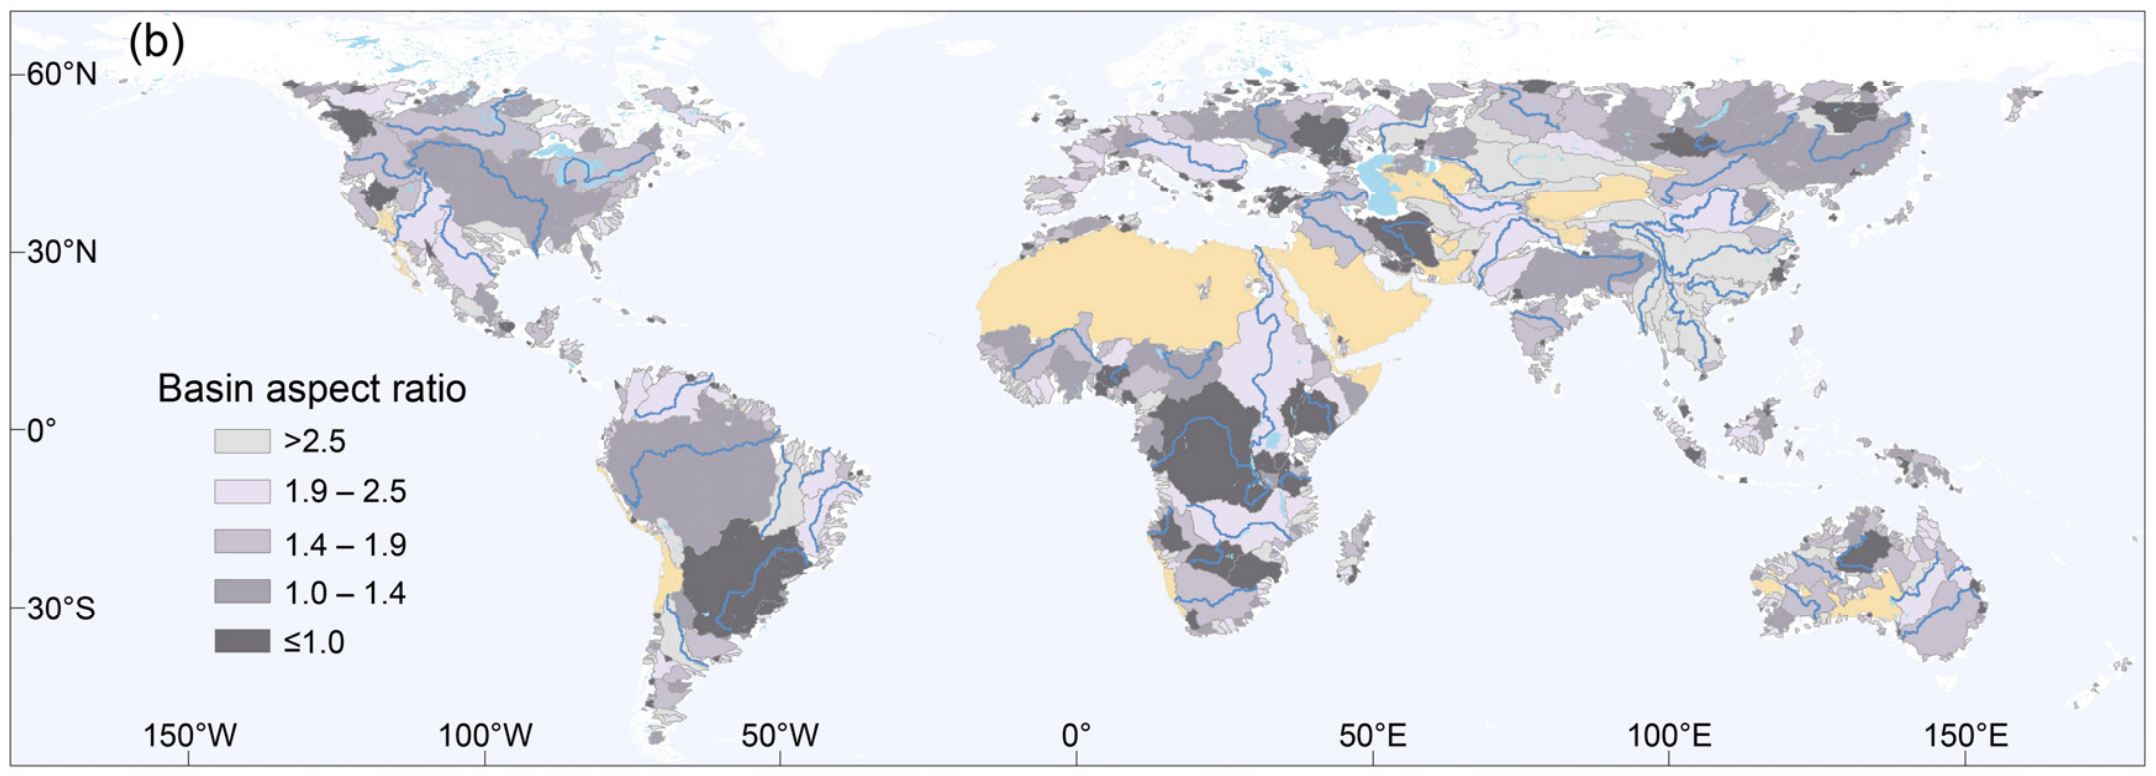 (b)
60°N
30°N
0°
30°S
Basin aspect ratio
>2.5
1.9 – 2.5
1.4 – 1.9
1.0 – 1.4
≤1.0
150°W 100°W 50°W 0° 50°E 100°E 150°E